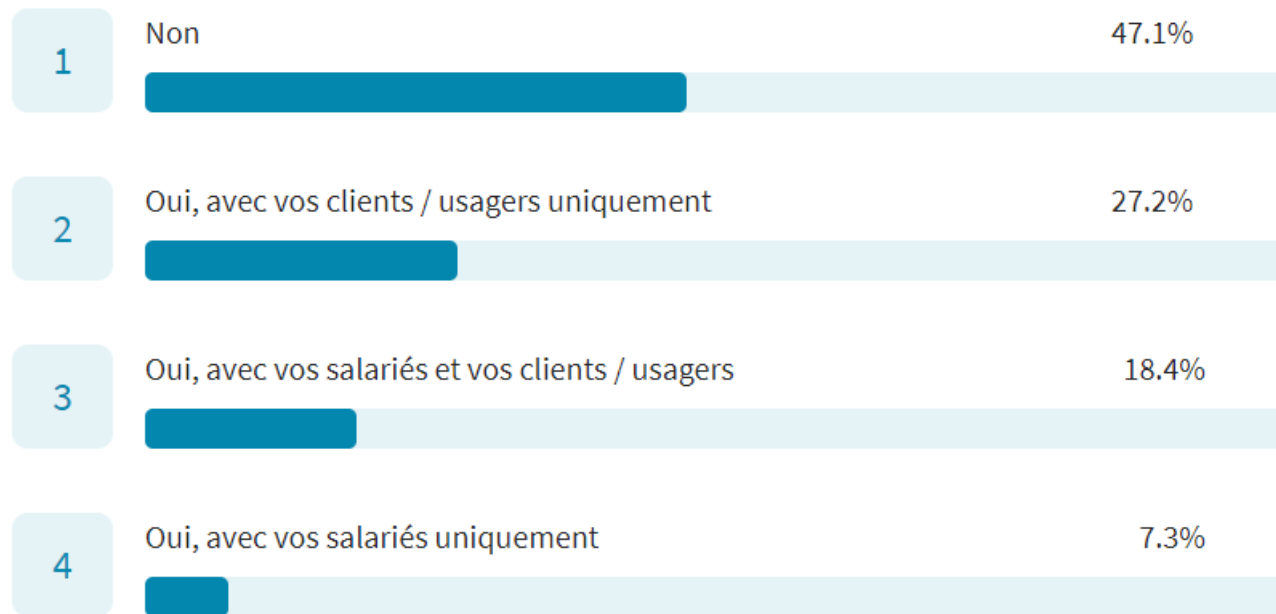 1
Non 47.1%
2
Oui, avec vos clients / usagers uniquement 27.2%
3
Oui, avec vos salariés et vos clients / usagers 18.4%
4
Oui, avec vos salariés uniquement 7.3%